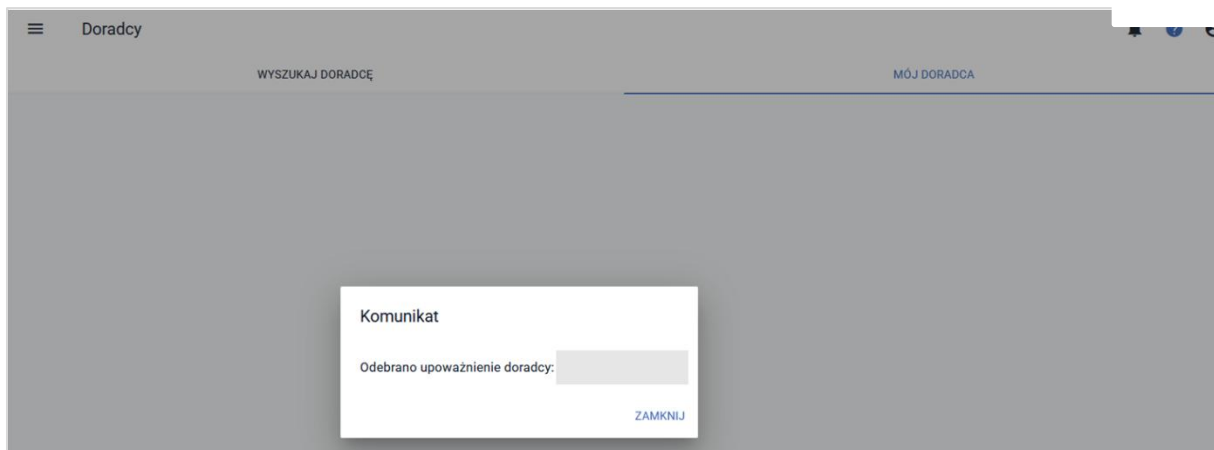 Doradcy
WYSZUKAJ DORADCĘ
MÓJ DORADCA
Komunikat
Odebrano upoważnienie doradcy:
ZAMKNIJ